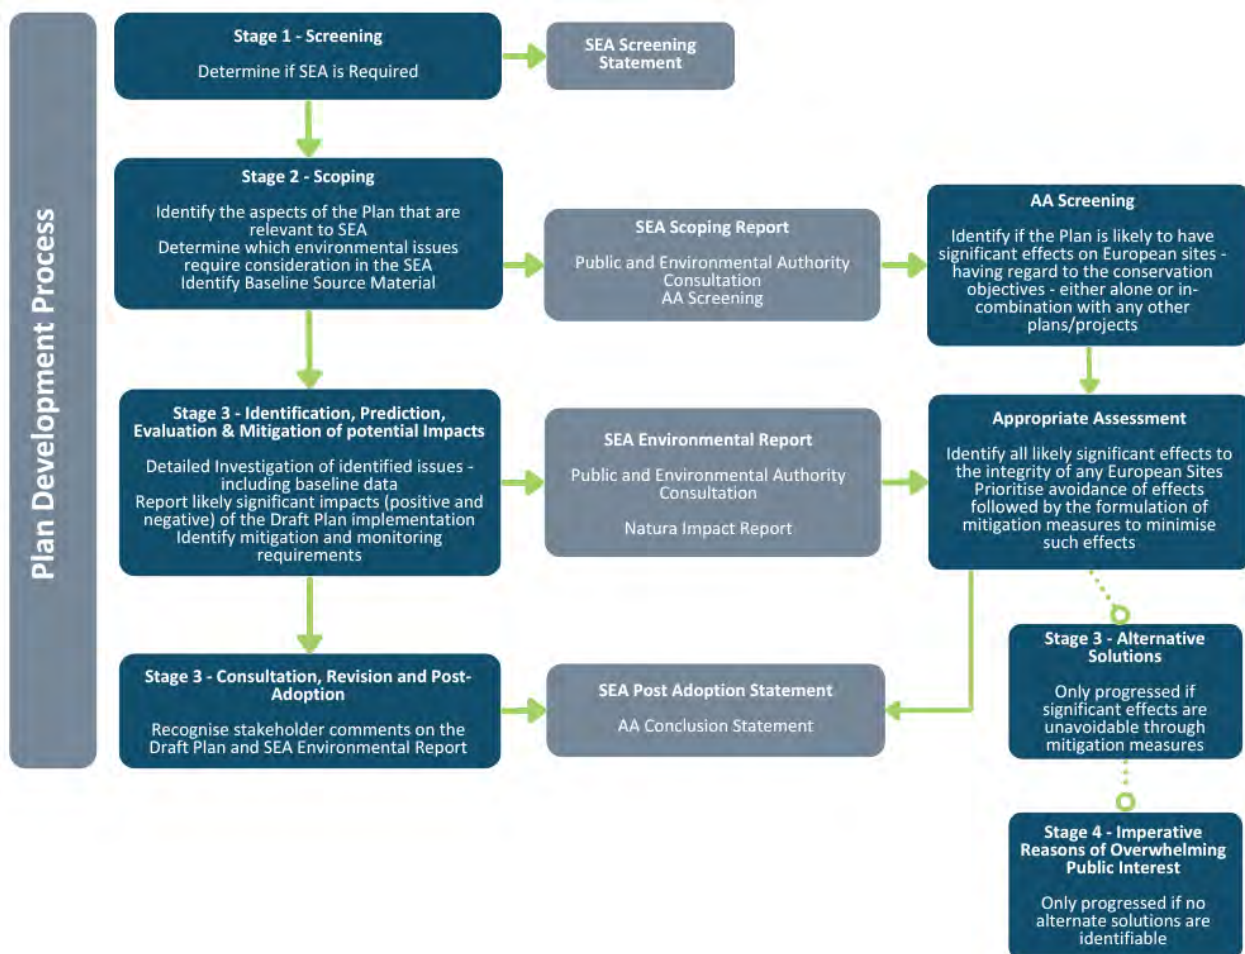 Plan Development Process
Stage 1 - Screening
Determine if SEA is Required
SEA Screening
Statement
Stage 2 - Scoping
Identify the aspects of the Plan that are
relevant to SEA
Determine which environmental issues
require consideration in the SEA
Identify Baseline Source Material
SEA Scoping Report
Public and Environmental Authority
Consultation
AA Screening
AA Screening
Identify if the Plan is likely to have
significant effects on European sites -
having regard to the conservation
objectives - either alone or in-
combination with any other
plans/projects
Stage 3 - Identification, Prediction,
Evaluation & Mitigation of potential Impacts
Detailed Investigation of identified issues -
including baseline data
Report likely significant impacts (positive and
negative) of the Draft Plan implementation
Identify mitigation and monitoring
requirements
SEA Environmental Report
Public and Environmental Authority
Consultation
Natura Impact Report
Appropriate Assessment
Identify all likely significant effects to
the integrity of any European Sites
Prioritise avoidance of effects
followed by the formulation of
mitigation measures to minimise
such effects
Stage 3 - Consultation, Revision and Post-
Adoption
Recognise stakeholder comments on the
Draft Plan and SEA Environmental Report
SEA Post Adoption Statement
AA Conclusion Statement
Stage 3 - Alternative
Solutions
Only progressed if
significant effects are
unavoidable through
mitigation measures
Stage 4 - Imperative
Reasons of Overwhelming
Public Interest
Only progressed if no
alternate solutions are
identifiable